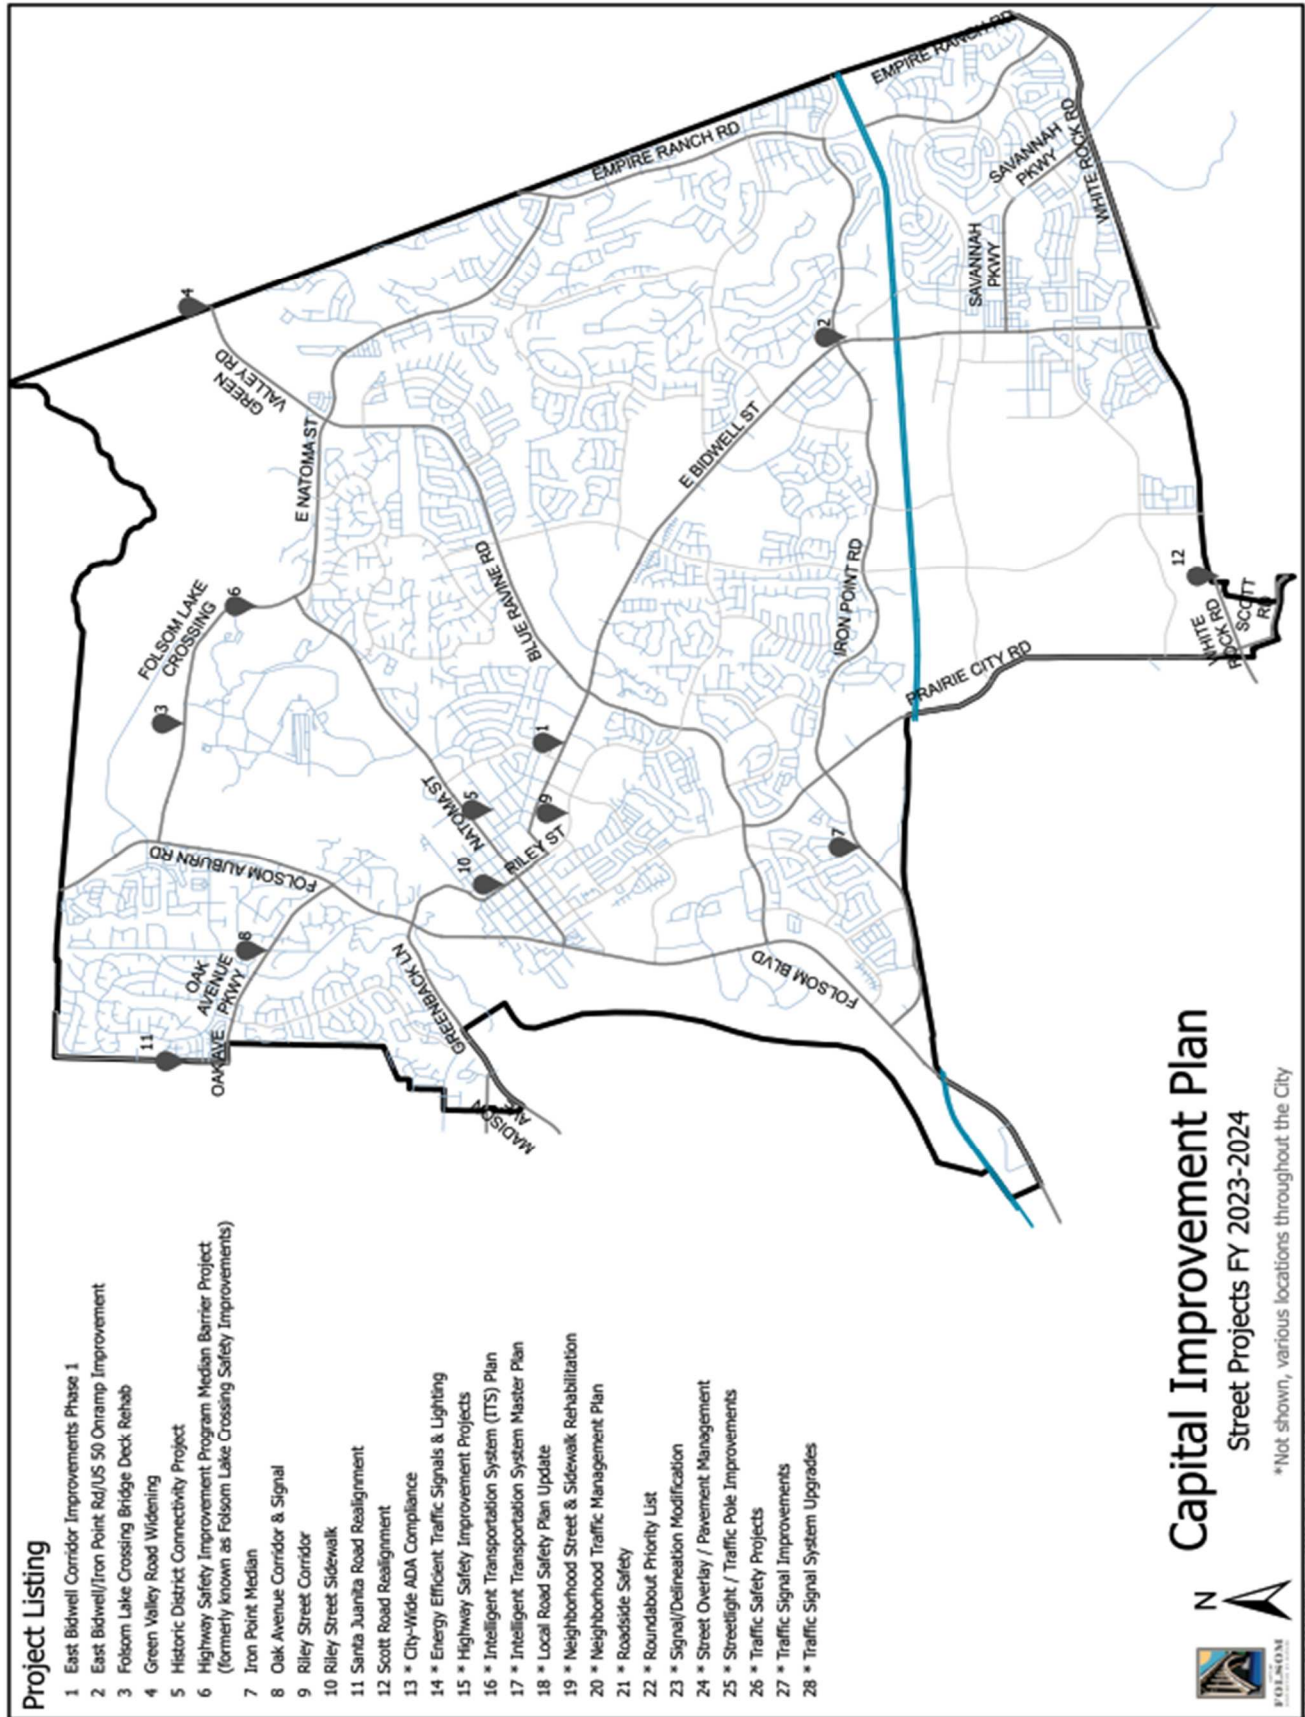 Project Listing
1 East Bidwell Corridor Improvements Phase 1
2 East Bidwell/Iron Point Rd/US 50 Onramp Improvement
3 Folsom Lake Crossing Bridge Deck Rehab
4 Green Valley Road Widening
5 Historic District Connectivity Project
6 Highway Safety Improvement Program Median Barrier Project
(formerly known as Folsom Lake Crossing Safety Improvements)
7 Iron Point Median
8 Oak Avenue Corridor & Signal
9 Riley Street Corridor
10 Riley Street Sidewalk
11 Santa Juanita Road Realignment
12 Scott Road Realignment
13 * City-Wide ADA Compliance
14 * Energy Efficient Traffic Signals & Lighting
15 * Highway Safety Improvement Projects
16 * Intelligent Transportation System (ITS) Plan
17 * Intelligent Transportation System Master Plan
18 * Local Road Safety Plan Update
19 * Neighborhood Street & Sidewalk Rehabilitation
20 * Neighborhood Traffic Management Plan
21 * Roadside Safety
22 * Roundabout Priority List
23 * Signal/Delineation Modification
24 * Street Overlay / Pavement Management
25 * Streetlight / Traffic Pole Improvements
26 * Traffic Safety Projects
27 * Traffic Signal Improvements
28 * Traffic Signal System Upgrades
11
OAK AVE
OAK
AVENUE
PKWY
8
FOLSOM AUBURN RD
3
FOLSOM LAKE
CROSSING
6
E NATOMA ST
GREEN
VALLEY RD
4
MADISON
AVE
GREENBACK LN
10
RILEY ST
NATOMA ST
5
9
1
BLUE RAVINE RD
E BIDWELL ST
EMPIRE RANCH RD
FOLSOM BLVD
7
IRON POINT RD
2
EMPIRE RANCH RD
PRAIRIE CITY RD
SAVANNAH
PKWY
SAVANNAH
PKWY
WHITE ROCK RD
12
WHITE
ROCK RD
SCOTT
RD
N
FOLSOM
Capital Improvement Plan
Street Projects FY 2023-2024
*Not shown, various locations throughout the City